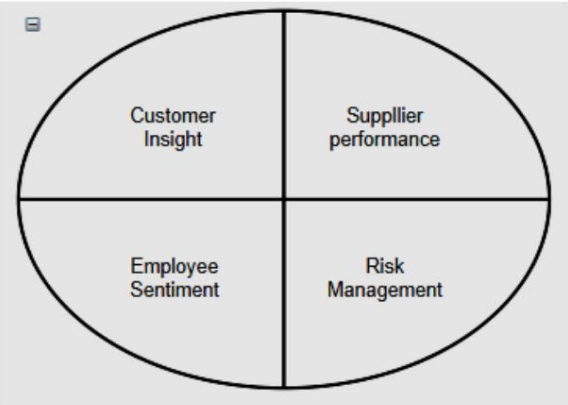 Customer
Insight
Suppllier
performance
Employee
Sentiment
Risk
Management